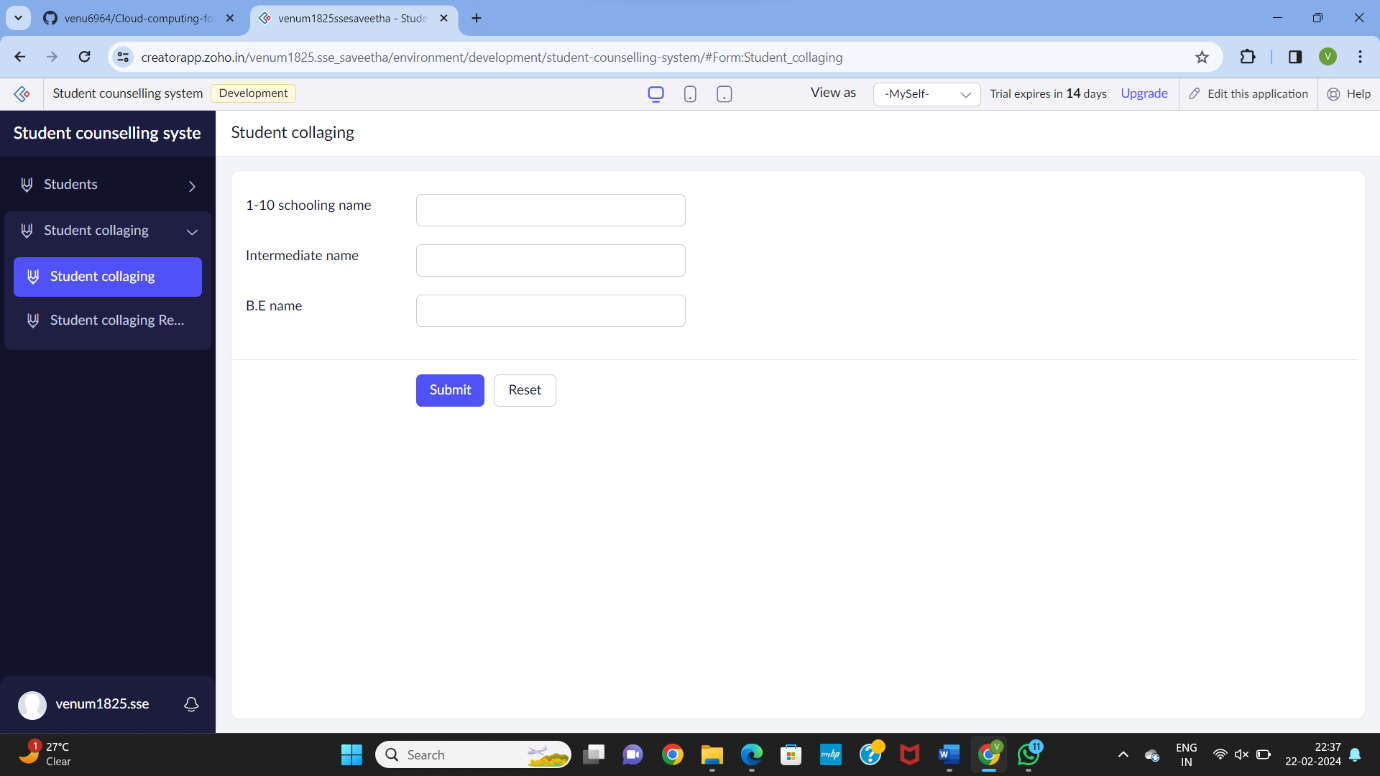 venu6964/Cloud-computing-fo
venum1825ssesaveetha - Stude
creatorapp.zoho.in/venum1825.sse_saveetha/environment/development/student-counselling-system/#Form:Student_collaging
V
Student counselling system
Development
View as
-MySelf-
Trial expires in 14 days
Upgrade
Edit this application
Help
Student counselling syste
Student collaging
Students
Student collaging
Student collaging
Student collaging Re...
1-10 schooling name
Intermediate name
B.E name
Submit
Reset
venum1825.sse
1
27°C
Clear
Search
myhp
W
V
11
ENG
IN
22:37
22-02-2024